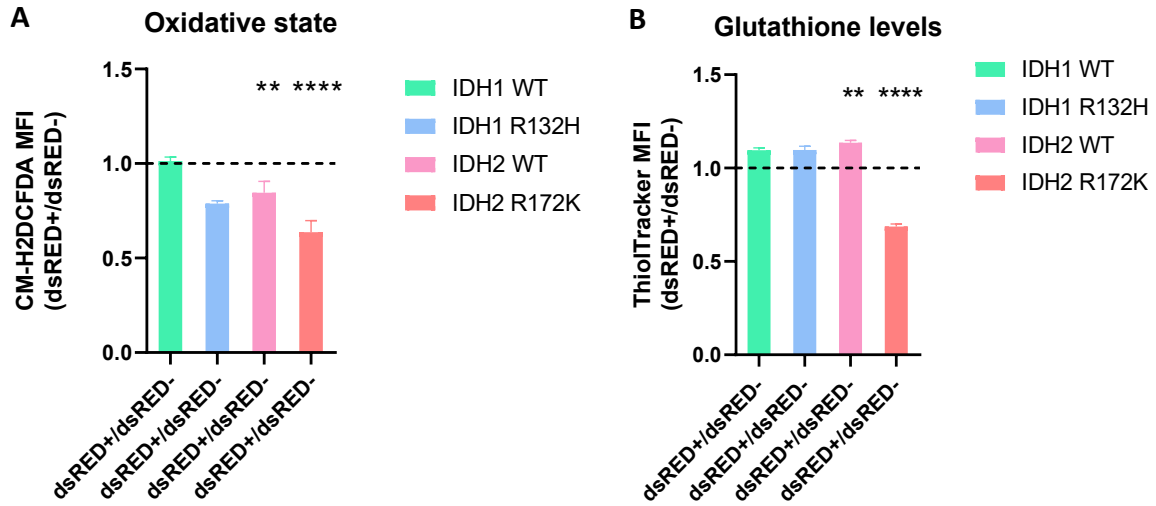 A
Oxidative state
CM-H2DCFDA MFI
(dsRED+/dsRED-)
1.5
1.0
0.5
0.0
** ****
dsRED+/dsRED-
dsRED+/dsRED-
dsRED+/dsRED-
dsRED+/dsRED-
IDH1 WT
IDH1 R132H
IDH2 WT
IDH2 R172K
B
Glutathione levels
ThiolTracker MFI
(dsRED+/dsRED-)
1.5
1.0
0.5
0.0
** ****
dsRED+/dsRED-
dsRED+/dsRED-
dsRED+/dsRED-
dsRED+/dsRED-
IDH1 WT
IDH1 R132H
IDH2 WT
IDH2 R172K